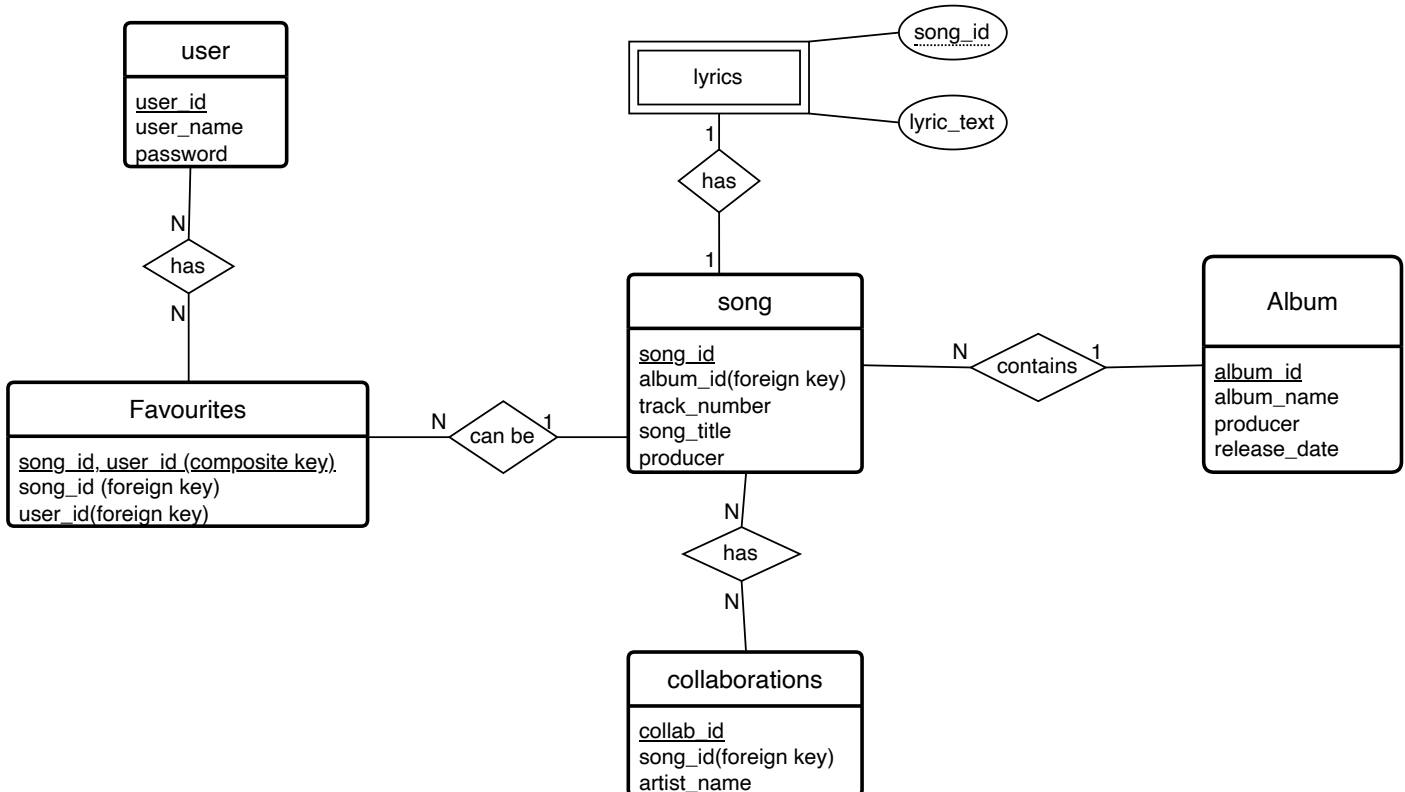 user
user_id
user_name
password
N
has
N
Favourites
song_id, user_id (composite key)
song_id (foreign key)
user_id(foreign key)
N
can be
1
lyrics
song_id
lyric_text
1
has
1
song
song_id
album_id(foreign key)
track_number
song_title
producer
N
contains
1
Album
album_id
album_name
producer
release_date
N
has
N
collaborations
collab_id
song_id(foreign key)
artist_name